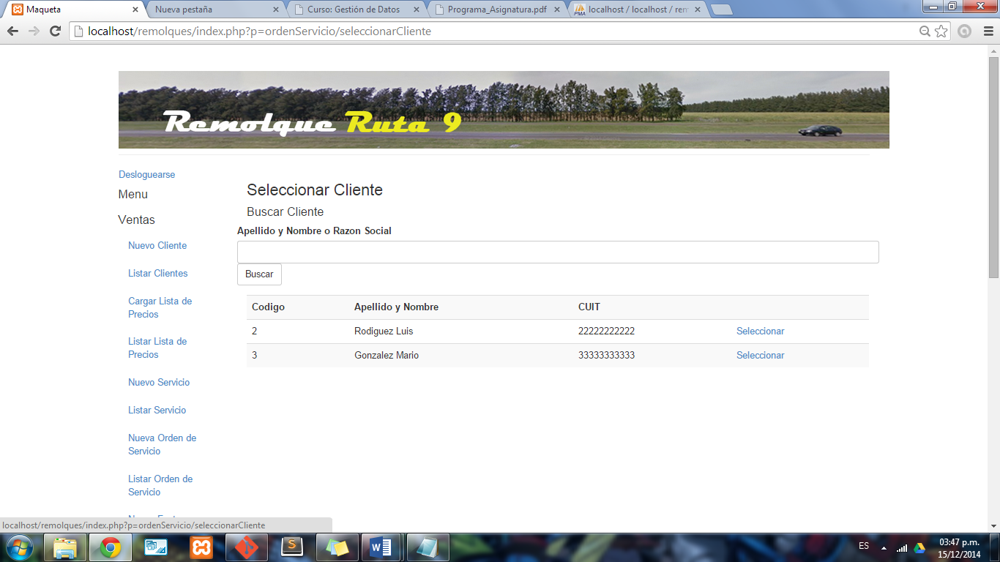 Maqueta
Nueva pestaña
Curso: Gestión de Datos
Programa_Asignatura.pdf
localhost / localhost / rem
localhost/remolques/index.php?p=ordenServicio/seleccionarCliente
Remolque Ruta 9
Desloguearse
Menu
Ventas
Nuevo Cliente
Listar Clientes
Cargar Lista de
Precios
Listar Lista de
Precios
Nuevo Servicio
Listar Servicio
Nueva Orden de
Servicio
Listar Orden de
Servicio
Seleccionar Cliente
Buscar Cliente
Apellido y Nombre o Razon Social
Buscar
Codigo Apellido y Nombre CUIT
2 Rodiguez Luis 22222222222 Seleccionar
3 Gonzalez Mario 33333333333 Seleccionar
localhost/remolques/index.php?p=ordenServicio/seleccionarCliente
ES
03:47 p.m.
15/12/2014